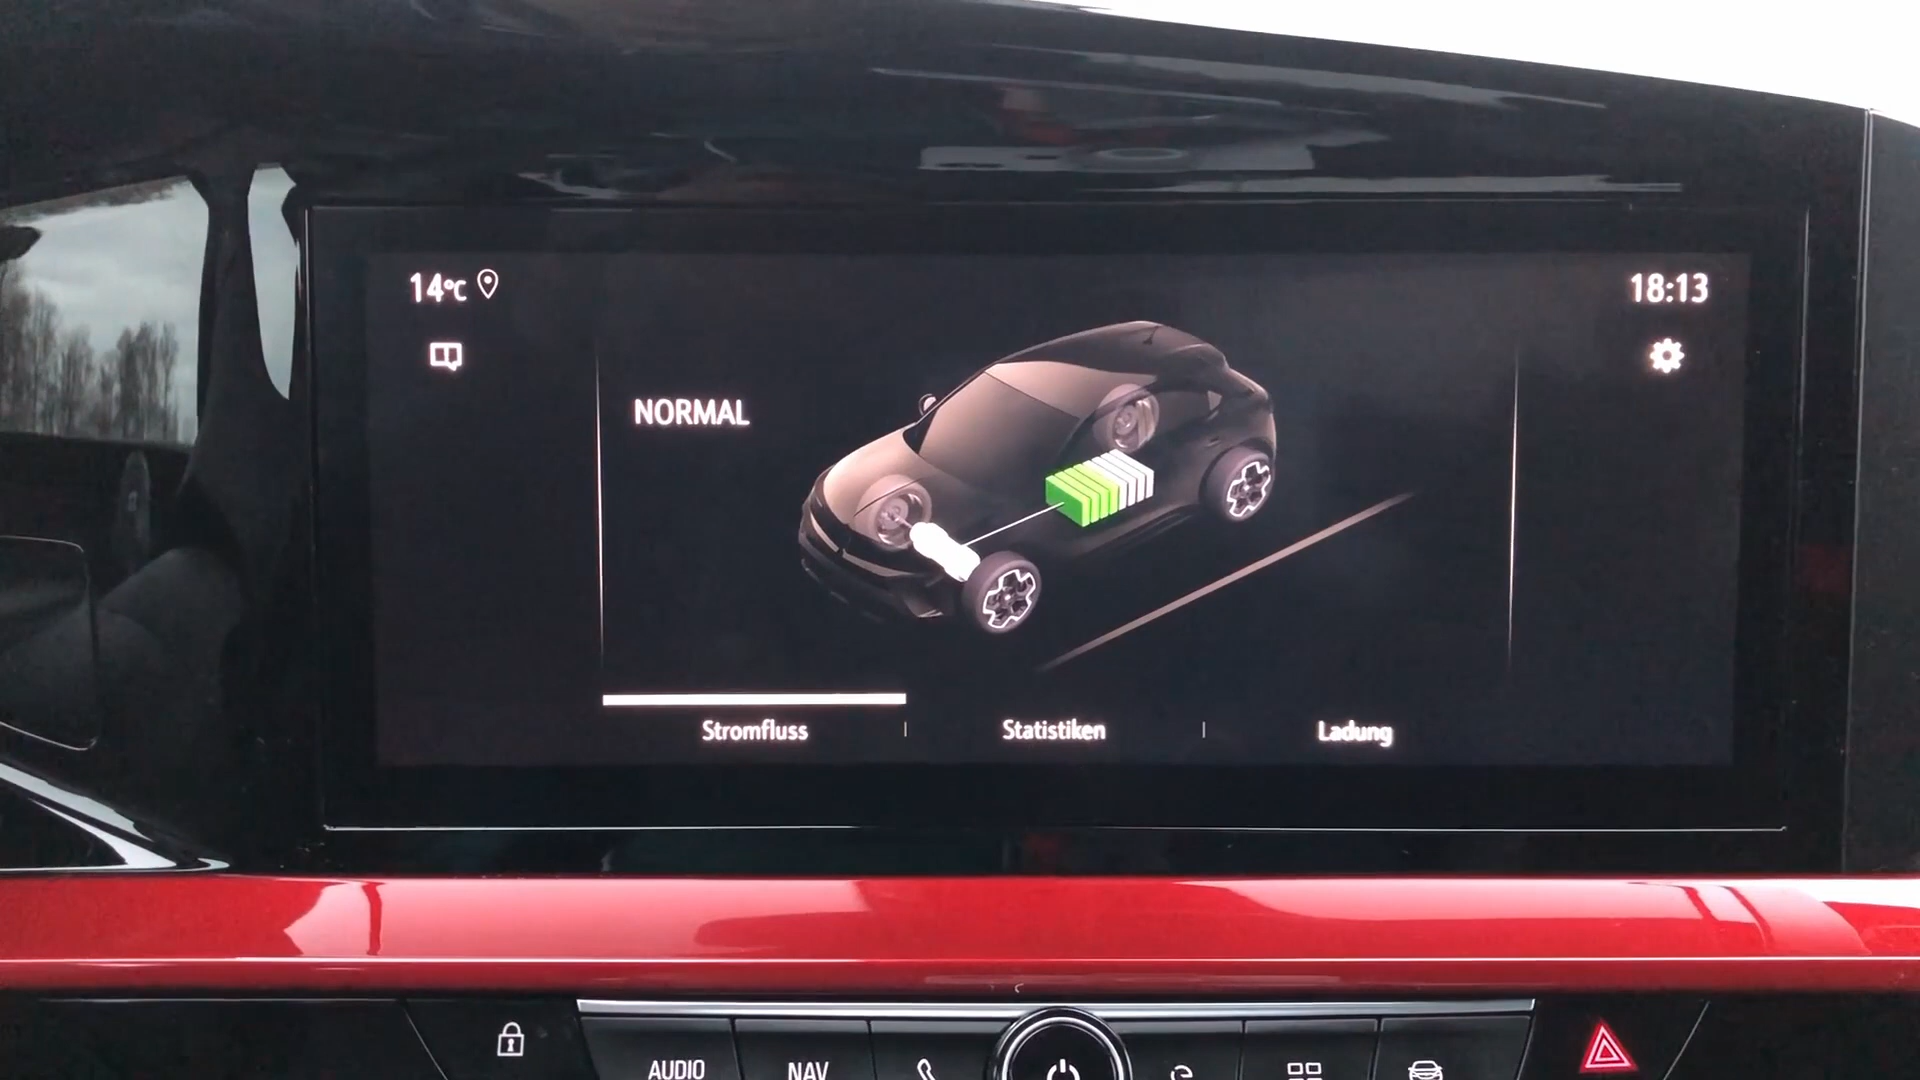 14°C
18:13
NORMAL
Stromfluss
Statistiken
Ladung
AUDIO
NAV